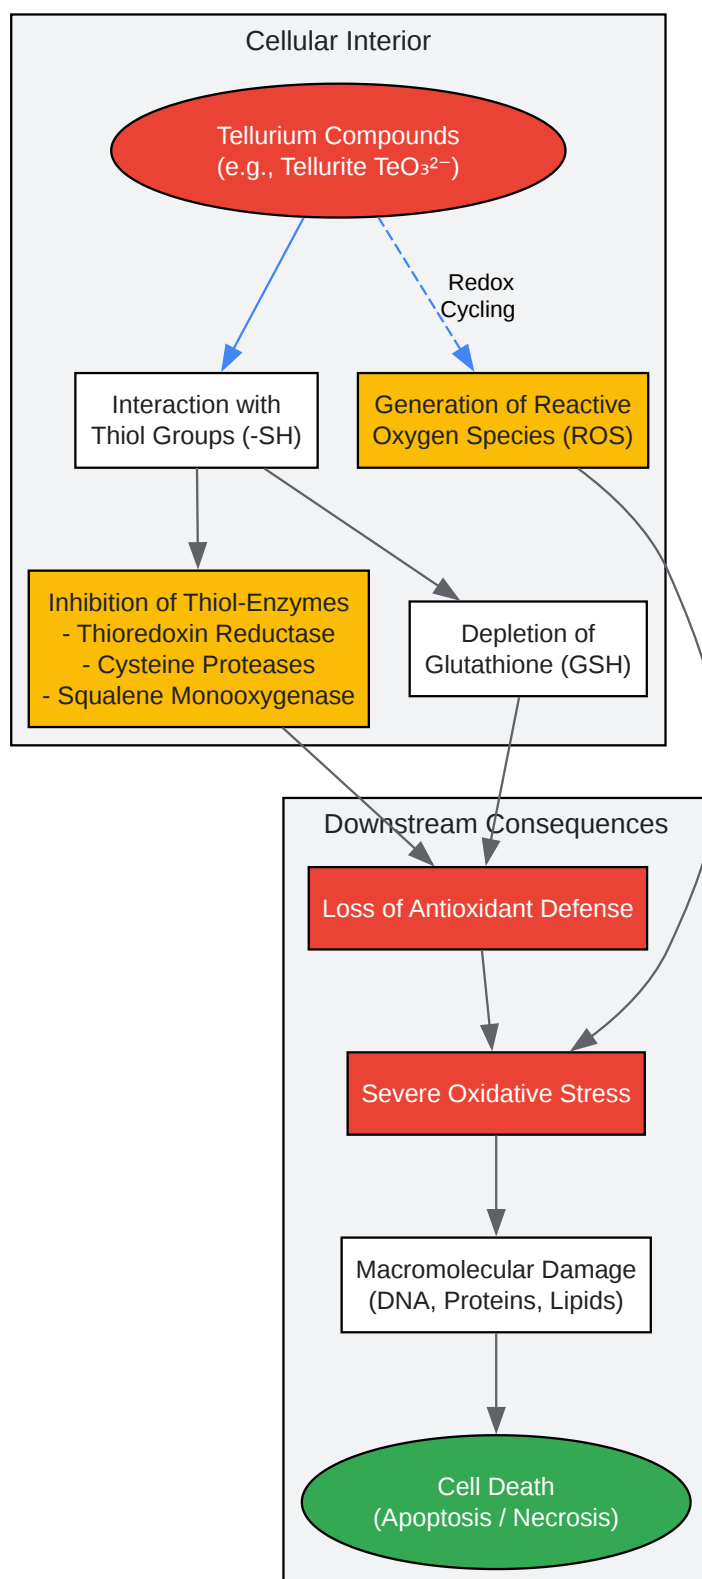 Cellular Interior
Tellurium Compounds
(e.g., Tellurite TeO₃²⁻)
Redox
Cycling
Interaction with
Thiol Groups (-SH)
Generation of Reactive
Oxygen Species (ROS)
Inhibition of Thiol-Enzymes
- Thioredoxin Reductase
- Cysteine Proteases
- Squalene Monooxygenase
Depletion of
Glutathione (GSH)
Downstream Consequences
Loss of Antioxidant Defense
Severe Oxidative Stress
Macromolecular Damage
(DNA, Proteins, Lipids)
Cell Death
(Apoptosis / Necrosis)